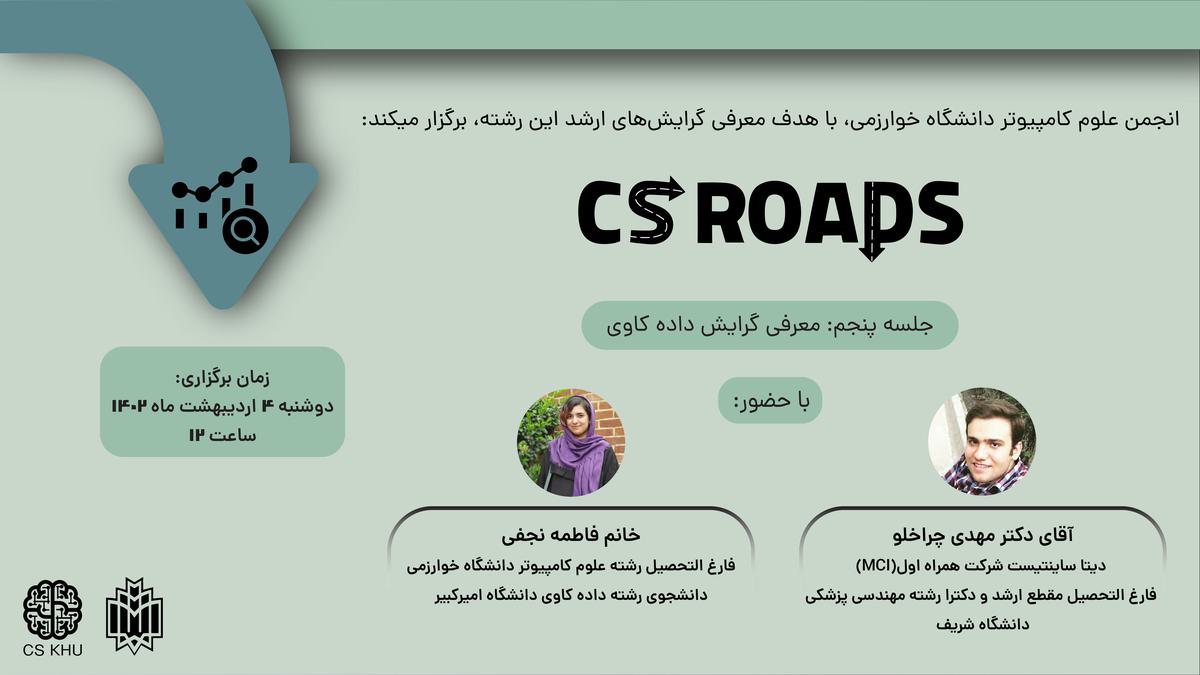 انجمن علوم کامپیوتر دانشگاه خوارزمی، با هدف معرفی گرایش‌های ارشد این رشته، برگزار میکند:
CS ROADS
جلسه پنجم: معرفی گرایش داده کاوی
با حضور:
آقای دکتر مهدی چراخلو
دیتا ساینتیست شرکت همراه اول(MCI)
فارغ التحصیل مقطع ارشد و دکترا رشته مهندسی پزشکی
دانشگاه شریف
خانم فاطمه نجفی
فارغ التحصیل رشته علوم کامپیوتر دانشگاه خوارزمی
دانشجوی رشته داده کاوی دانشگاه امیرکبیر
زمان برگزاری:
دوشنبه ۴ اردیبهشت ماه ۱۴۰۲
ساعت ۱۲
CS KHU